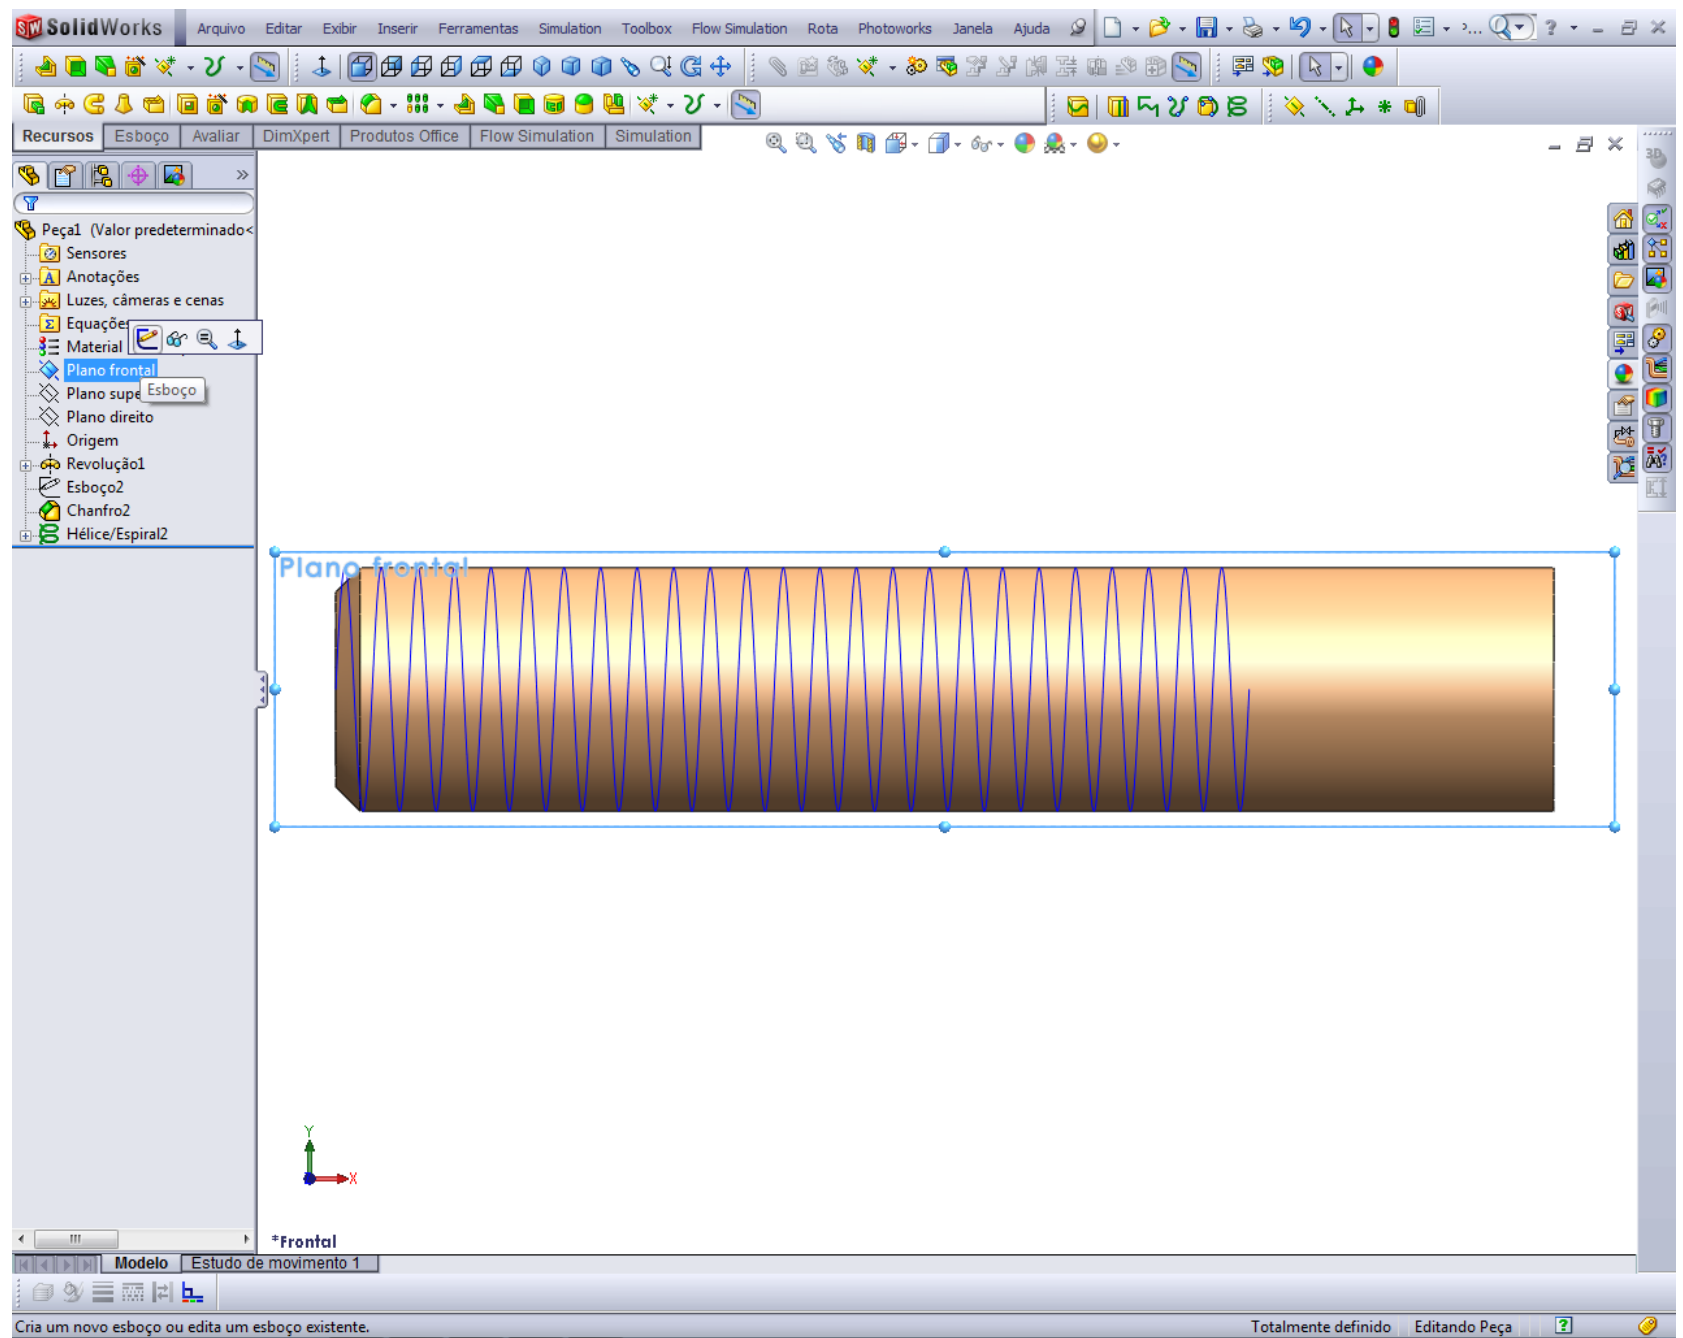 SolidWorks Arquivo Editar Exibir Inserir Ferramentas Simulation Toolbox Flow Simulation Rota Photoworks Janela Ajuda
Recursos Esboço Avaliar DimXpert Produtos Office Flow Simulation Simulation
Peça1 (Valor predeterminado<
Sensores
Anotações
Luzes, câmeras e cenas
Equações
Material
Plano frontal
Esboço
Plano supe
Plano direito
Origem
Revolução1
Esboço2
Chanfro2
Hélice/Espiral2
Plano frontal
Y
X
*Frontal
Modelo Estudo de movimento 1
Cria um novo esboço ou edita um esboço existente. Totalmente definido Editando Peça